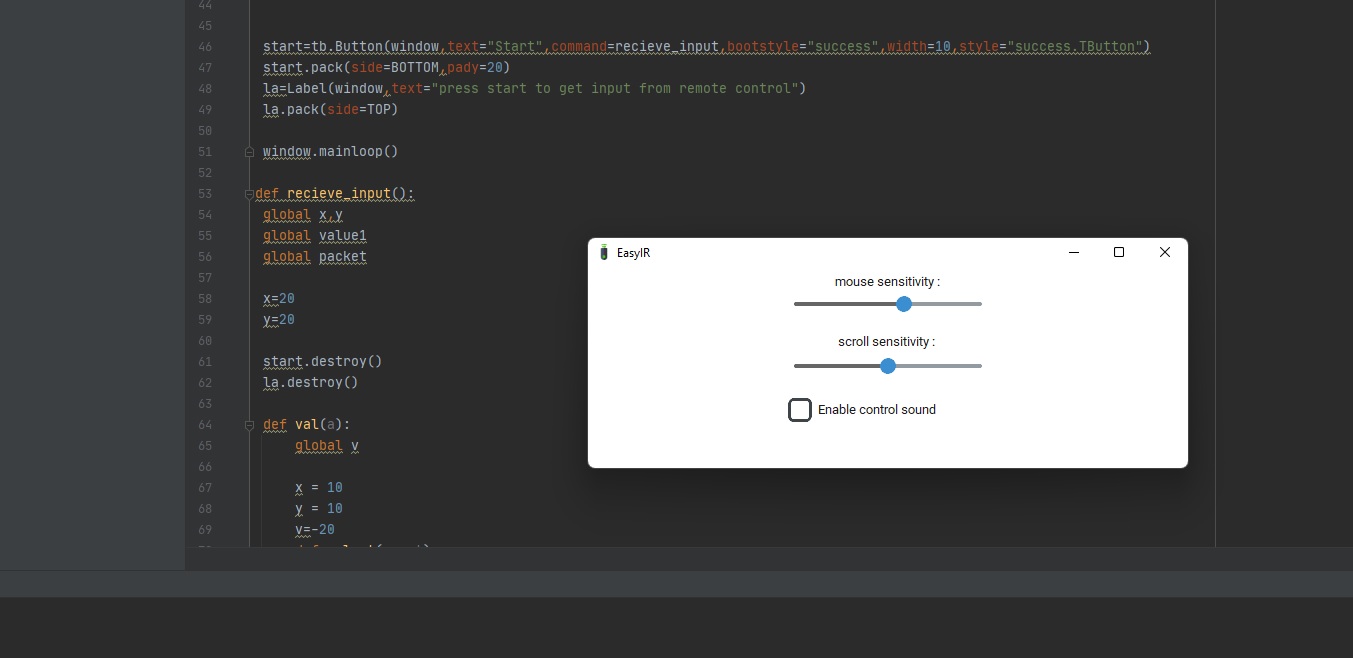 44
45
46 start=tb.Button(window,text="Start",command=recieve_input,bootstyle="success",width=10,style="success.TButton")
47 start.pack(side=BOTTOM,pady=20)
48 la=Label(window,text="press start to get input from remote control")
49 la.pack(side=TOP)
50
51 window.mainloop()
52
53 def recieve_input():
54 global x,y
55 global value1
56 global packet
57
58 x=20
59 y=20
60
61 start.destroy()
62 la.destroy()
63
64 def val(a):
65 global v
66
67 x = 10
68 y = 10
69 v=-20
EasyIR
mouse sensitivity :
scroll sensitivity :
Enable control sound